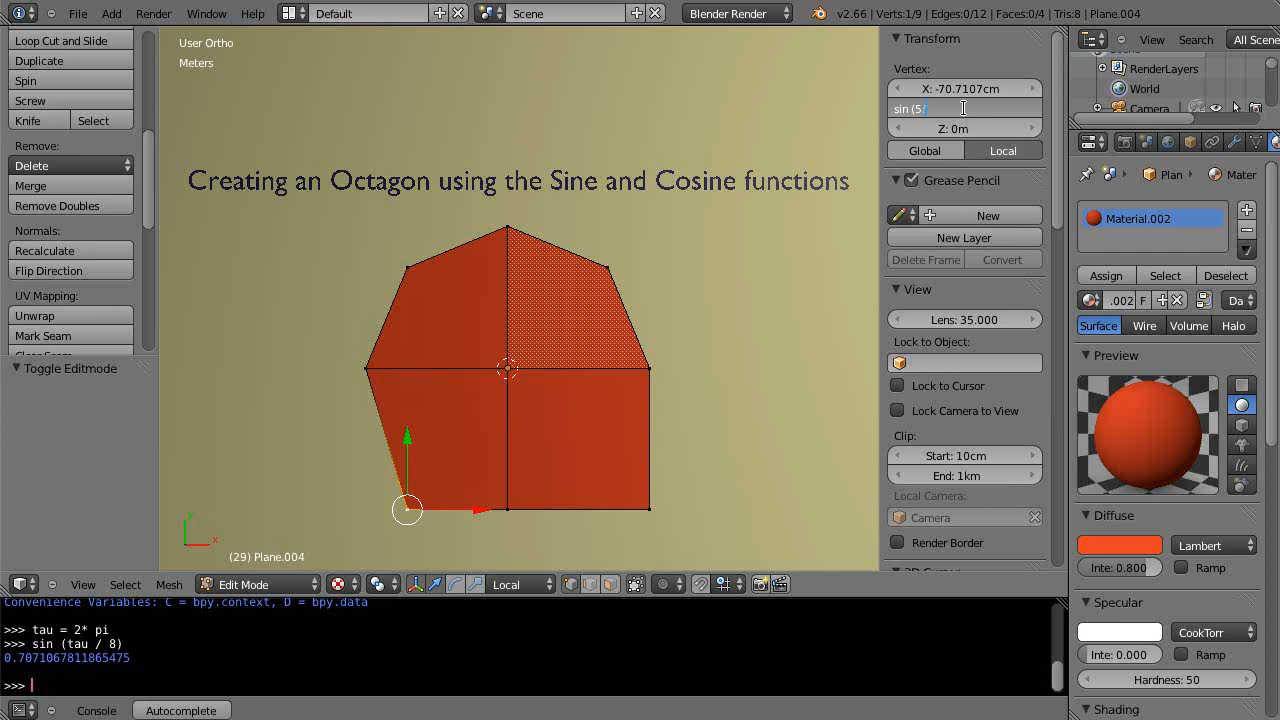 File Add Render Window Help Default Scene Blender Render v2.66 | Verts:1/9 | Edges:0/12 | Faces:0/4 | Tris:8 | Plane.004
Loop Cut and Slide
Duplicate
Spin
Screw
Knife Select
Remove:
Delete
Merge
Remove Doubles
Normals:
Recalculate
Flip Direction
UV Mapping:
Unwrap
Mark Seam
Toggle Editmode
User Ortho
Meters
Creating an Octagon using the Sine and Cosine functions
(29) Plane.004
View Select Mesh Edit Mode Local
Transform
Vertex:
X: -70.7107cm
sin (5
Z: 0m
Global Local
Grease Pencil
New
New Layer
Delete Frame Convert
View
Lens: 35.000
Lock to Object:
Lock to Cursor
Lock Camera to View
Clip:
Start: 10cm
End: 1km
Local Camera:
Camera
Render Border
View Search All Scene
RenderLayers
World
Camera
Plan Mater
Material.002
Assign Select Deselect
.002 F Da
Surface Wire Volume Halo
Preview
Diffuse
Lambert
Inte: 0.800 Ramp
Specular
CookTorr
Inte: 0.000 Ramp
Hardness: 50
Shading
Convenience Variables: C = bpy.context, D = bpy.data
>>> tau = 2* pi
>>> sin (tau / 8)
0.7071067811865475
>>>
Console Autocomplete